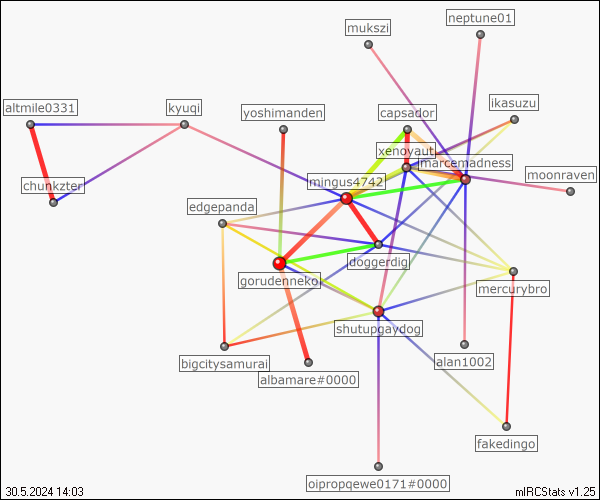 neptune01
mukszi
altmile0331
kyuqi
yoshimanden
capsador
ikasuzu
xenoyaut
marcemadness
moonraven
mingus4742
chunkzter
edgepanda
doggerdig
gorudenneko
mercurybro
shutupgaydog
bigcitysamurai
alan1002
albamare#0000
fakedingo
oipropqewe0171#0000
30.5.2024 14:03
mIRCStats v1.25